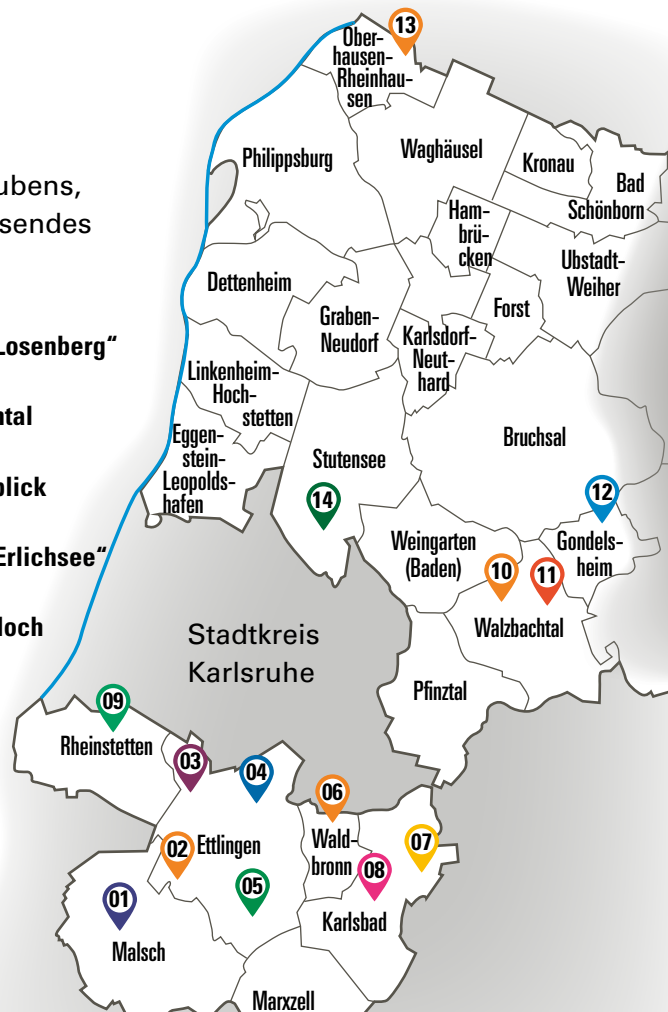 ubens,
sendes
Losenberg“
ntal
blick
Erlichsee“
loch
13
Ober-
hausen-
Rheinhau-
sen
Philippsburg
Waghäusel
Kronau
Bad
Schönborn
Ham-
brü-
cken
Ubstadt-
Weiher
Dettenheim
Graben-
Neudorf
Forst
Karlsdorf-
Neut-
hard
Linkenheim-
Hoch-
stetten
Eggen-
stein-
Leopolds-
hafen
Stutensee
14
Bruchsal
12
Gondels-
heim
Weingarten
(Baden)
10
11
Walzbachtal
Stadtkreis
Karlsruhe
Pfinztal
09
Rheinstetten
03
04
06
Wald-
bronn
07
02
Ettlingen
08
05
01
Karlsbad
Malsch
Marxzell